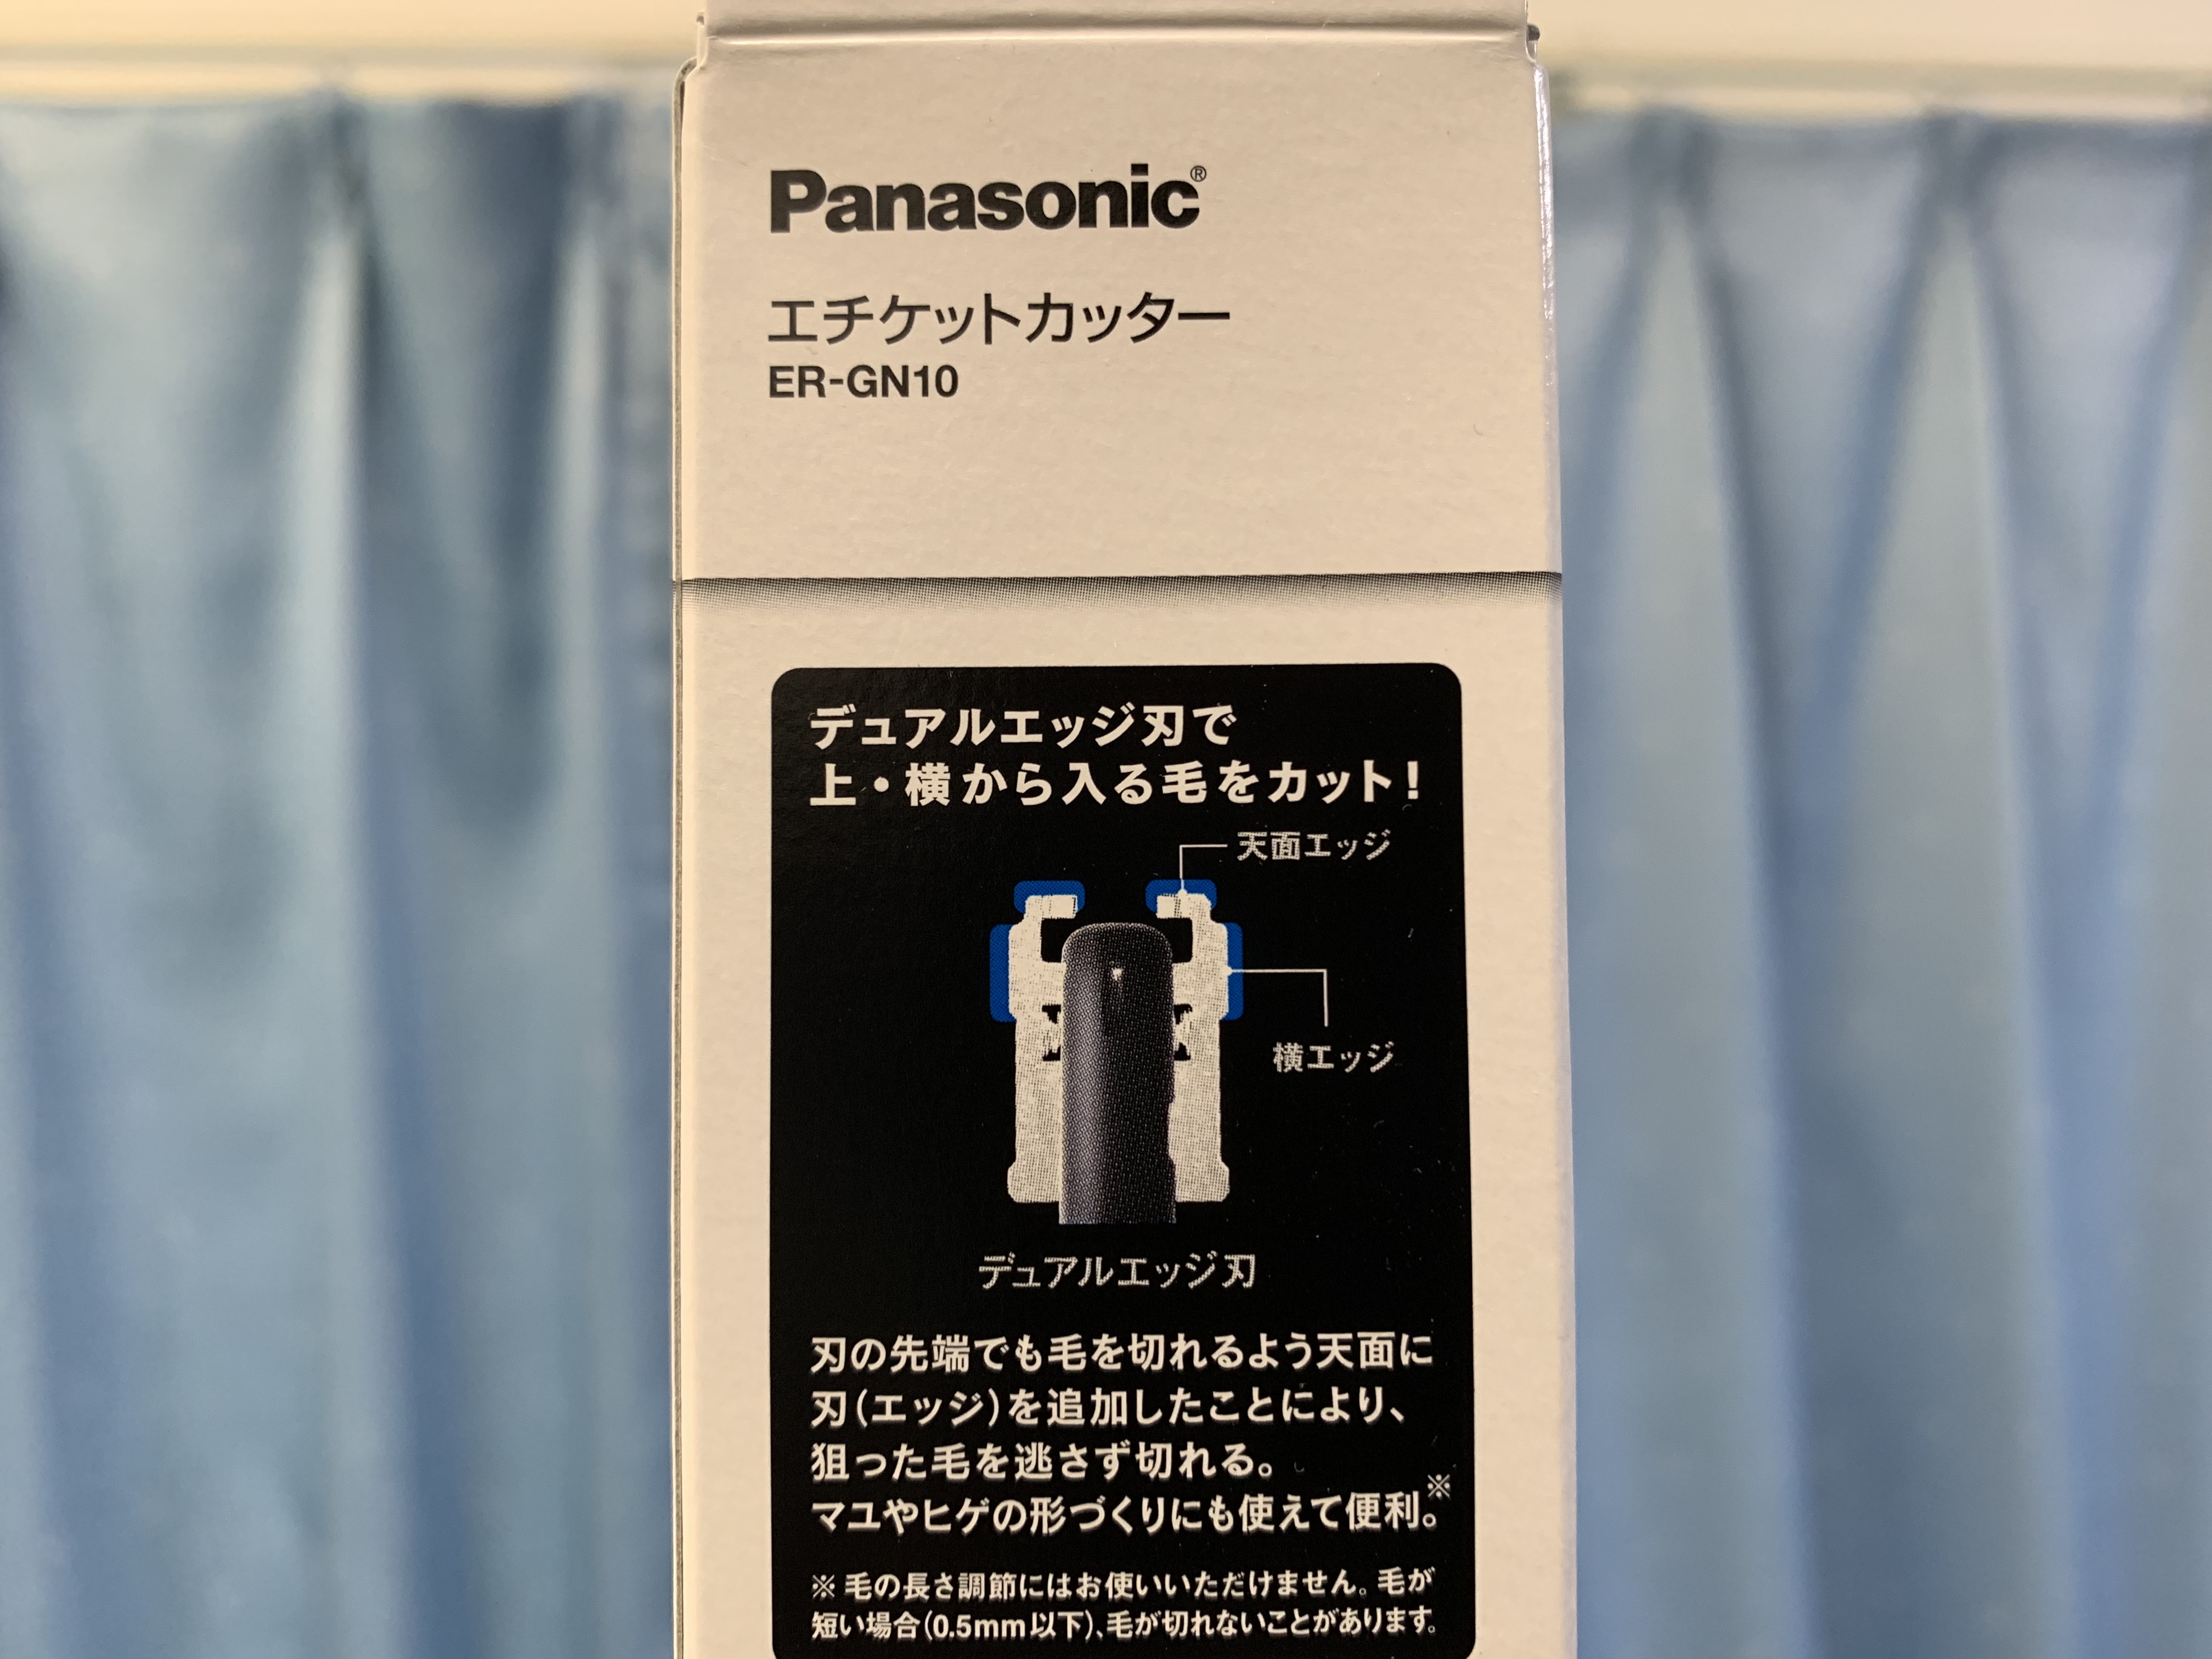 Panasonic®
エチケットカッター
ER-GN10
デュアルエッジ刃で
上・横から入る毛をカット!
天面エッジ
横エッジ
デュアルエッジ刃
刃の先端でも毛を切れるよう天面に
刃(エッジ)を追加したことにより、
狙った毛を逃さず切れる。
マユやヒゲの形づくりにも使えて便利。※
※ 毛の長さ調節にはお使いいただけません。毛が
短い場合(0.5mm以下)、毛が切れないことがあります。